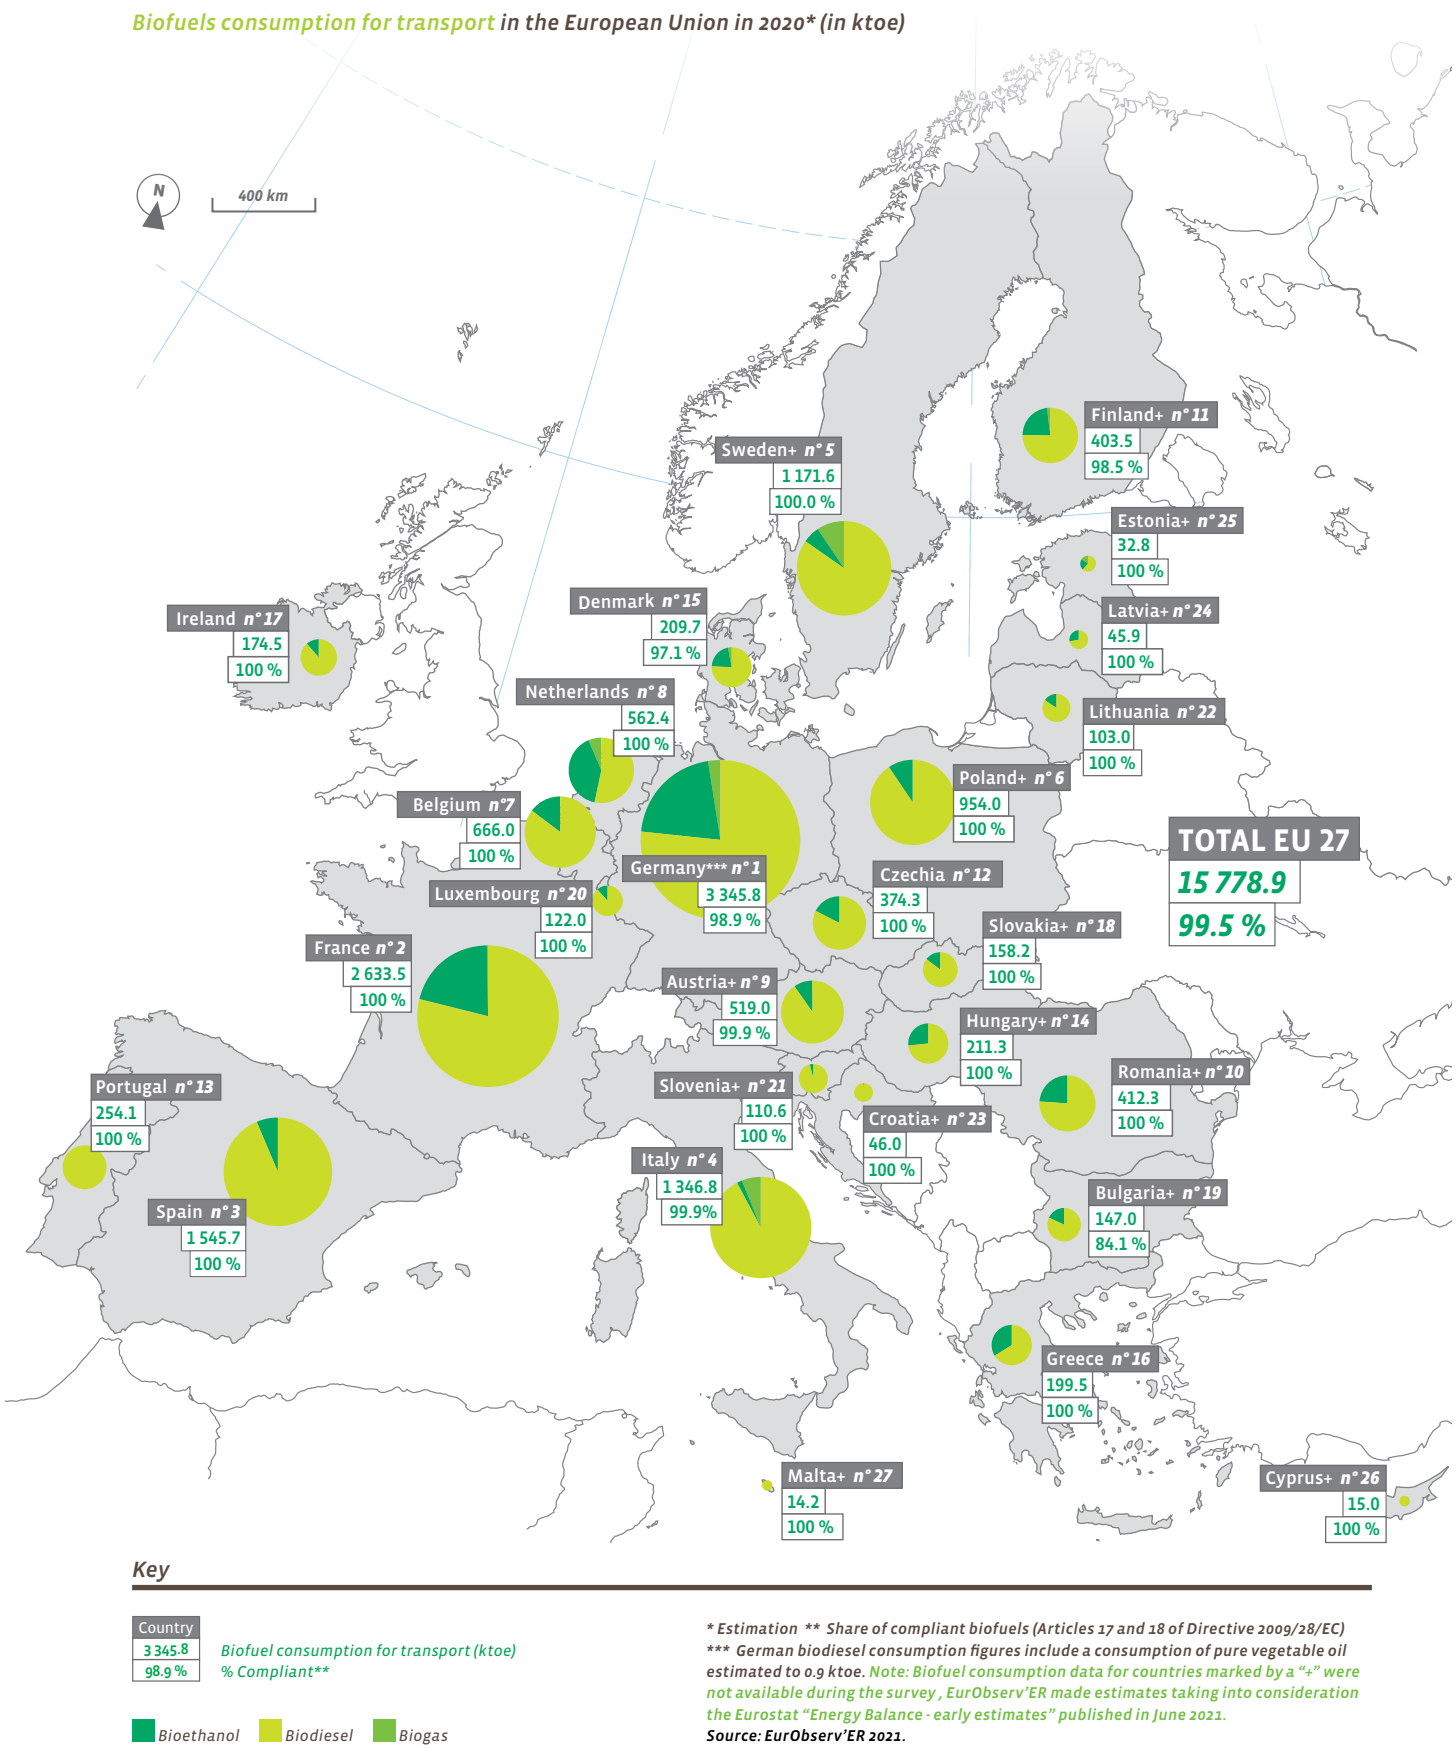 Biofuels consumption for transport in the European Union in 2020* (in ktoe)
N
400 km
Finland+ n°11
403.5
98.5 %
Sweden+ n°5
1 171.6
100.0 %
Estonia+ n°25
32.8
100 %
Denmark n°15
209.7
97.1 %
Latvia+ n°24
45.9
100 %
Ireland n°17
174.5
100 %
Netherlands n°8
562.4
100 %
Lithuania n°22
103.0
100 %
Poland+ n°6
954.0
100 %
Belgium n°7
666.0
100 %
TOTAL EU 27
15 778.9
99.5 %
Germany*** n°1
3 345.8
98.9 %
Czechia n°12
374.3
100 %
Luxembourg n°20
122.0
100 %
Slovakia+ n°18
158.2
100 %
France n°2
2 633.5
100 %
Austria+ n°9
519.0
99.9 %
Hungary+ n°14
211.3
100 %
Romania+ n°10
412.3
100 %
Portugal n°13
254.1
100 %
Slovenia+ n°21
110.6
100 %
Croatia+ n°23
46.0
100 %
Italy n°4
1 346.8
99.9%
Bulgaria+ n°19
147.0
84.1 %
Spain n°3
1 545.7
100 %
Greece n°16
199.5
100 %
Malta+ n°27
14.2
100 %
Cyprus+ n°26
15.0
100 %
Key
Country
3 345.8 Biofuel consumption for transport (ktoe)
98.9 % % Compliant**
Bioethanol Biodiesel Biogas
* Estimation ** Share of compliant biofuels (Articles 17 and 18 of Directive 2009/28/EC)
*** German biodiesel consumption figures include a consumption of pure vegetable oil
estimated to 0.9 ktoe. Note: Biofuel consumption data for countries marked by a “+” were
not available during the survey , EurObserv’ER made estimates taking into consideration
the Eurostat “Energy Balance - early estimates” published in June 2021.
Source: EurObserv’ER 2021.